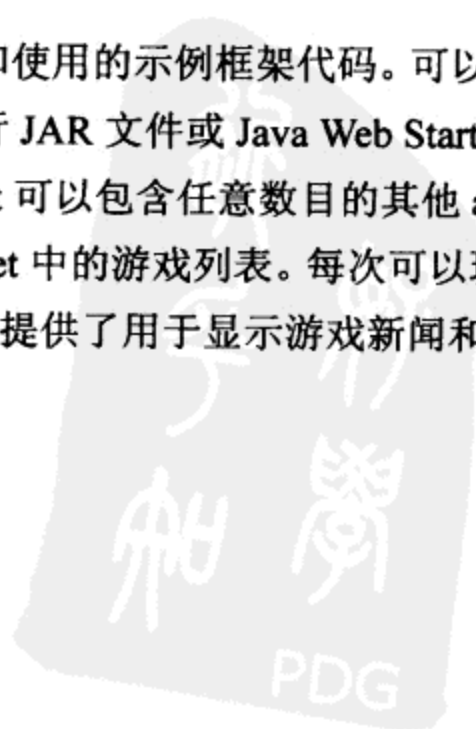 使用的示例框架代码。可以
JAR 文件或 Java Web Start
可以包含任意数目的其他
et 中的游戏列表。每次可以
提供了用于显示游戏新闻和
PDG